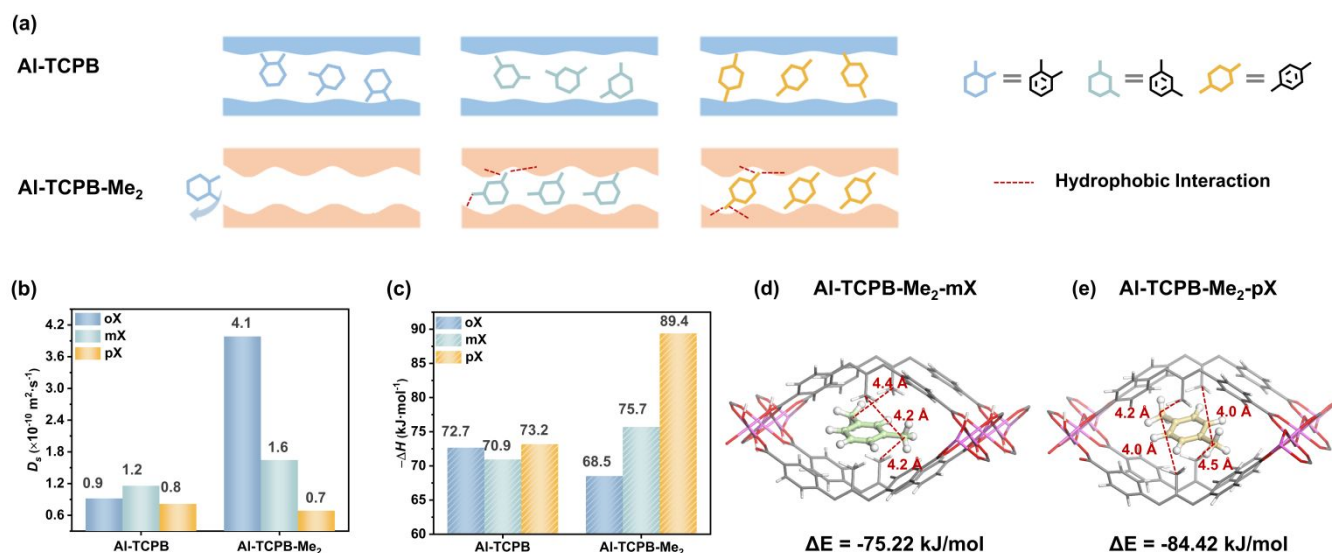 (a)
Al-TCPB
Al-TCPB-Me₂
Hydrophobic Interaction
(b)
oX
mX
pX
Dₛ (×10⁻¹⁰ m²·s⁻¹)
4.2
3.6
3.0
2.4
1.8
1.2
0.6
0.9
1.2
0.8
4.1
1.6
0.7
Al-TCPB
Al-TCPB-Me₂
(c)
oX
mX
pX
−ΔH (kJ·mol⁻¹)
90
85
80
75
70
65
60
72.7
70.9
73.2
68.5
75.7
89.4
Al-TCPB
Al-TCPB-Me₂
(d)
Al-TCPB-Me₂-mX
4.4 Å
4.2 Å
4.2 Å
ΔE = -75.22 kJ/mol
(e)
Al-TCPB-Me₂-pX
4.2 Å
4.0 Å
4.0 Å
4.5 Å
ΔE = -84.42 kJ/mol